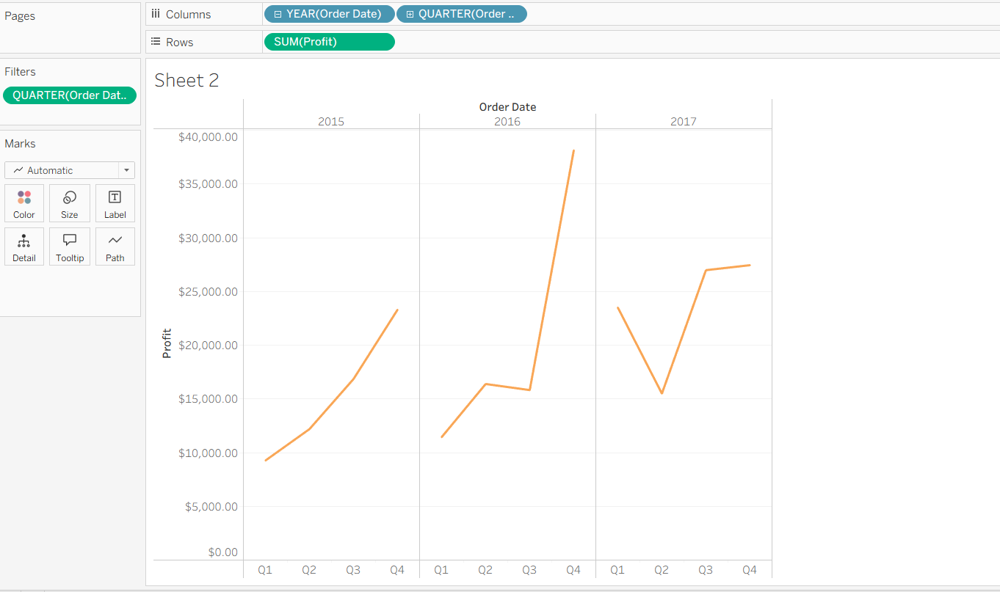 Pages
Columns
YEAR(Order Date)
QUARTER(Order ..
Rows
SUM(Profit)
Filters
QUARTER(Order Dat..
Marks
Automatic
Color
Size
Label
Detail
Tooltip
Path
Sheet 2
Order Date
2015
2016
2017
$40,000.00
$35,000.00
$30,000.00
$25,000.00
$20,000.00
$15,000.00
$10,000.00
$5,000.00
$0.00
Profit
Q1 Q2 Q3 Q4 Q1 Q2 Q3 Q4 Q1 Q2 Q3 Q4